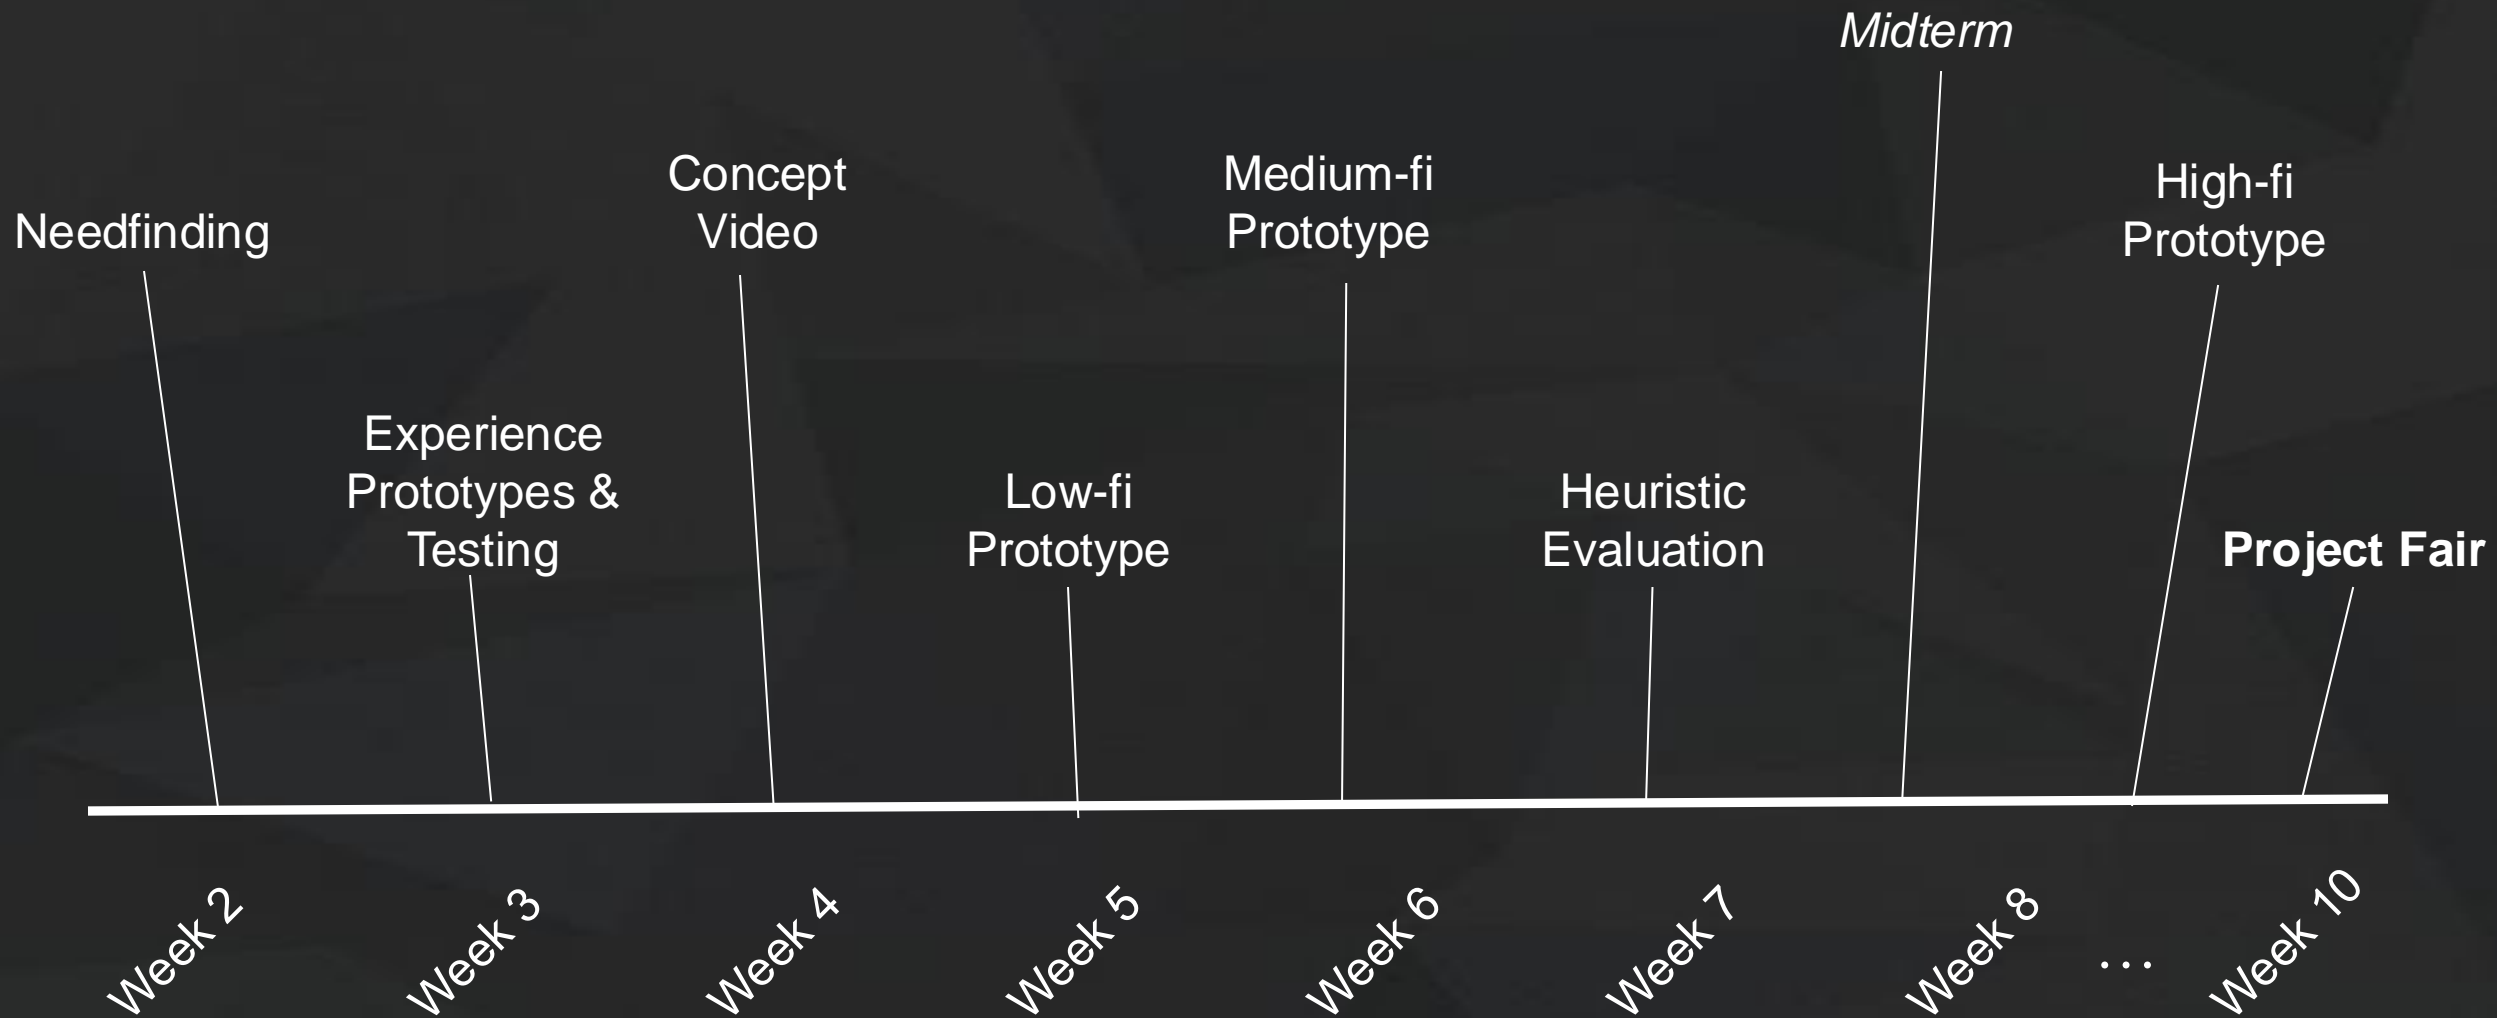 Midterm
Needfinding
Concept
Video
Medium-fi
Prototype
High-fi
Prototype
Experience
Prototypes &
Testing
Low-fi
Prototype
Heuristic
Evaluation
Project Fair
Week 2
Week 3
Week 4
Week 5
Week 6
Week 7
Week 8
...
Week 10